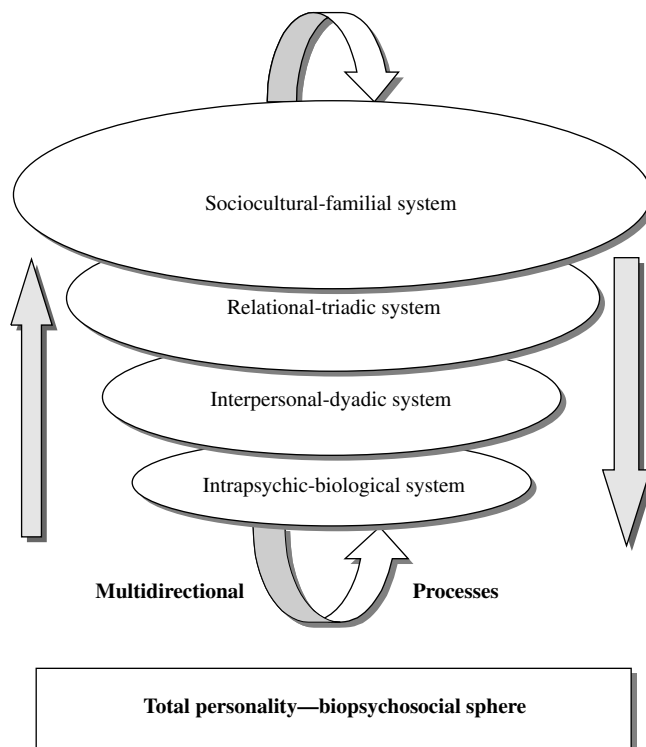 Sociocultural-familial system
Relational-triadic system
Interpersonal-dyadic system
Intrapsychic-biological system
Multidirectional Processes
Total personality—biopsychosocial sphere